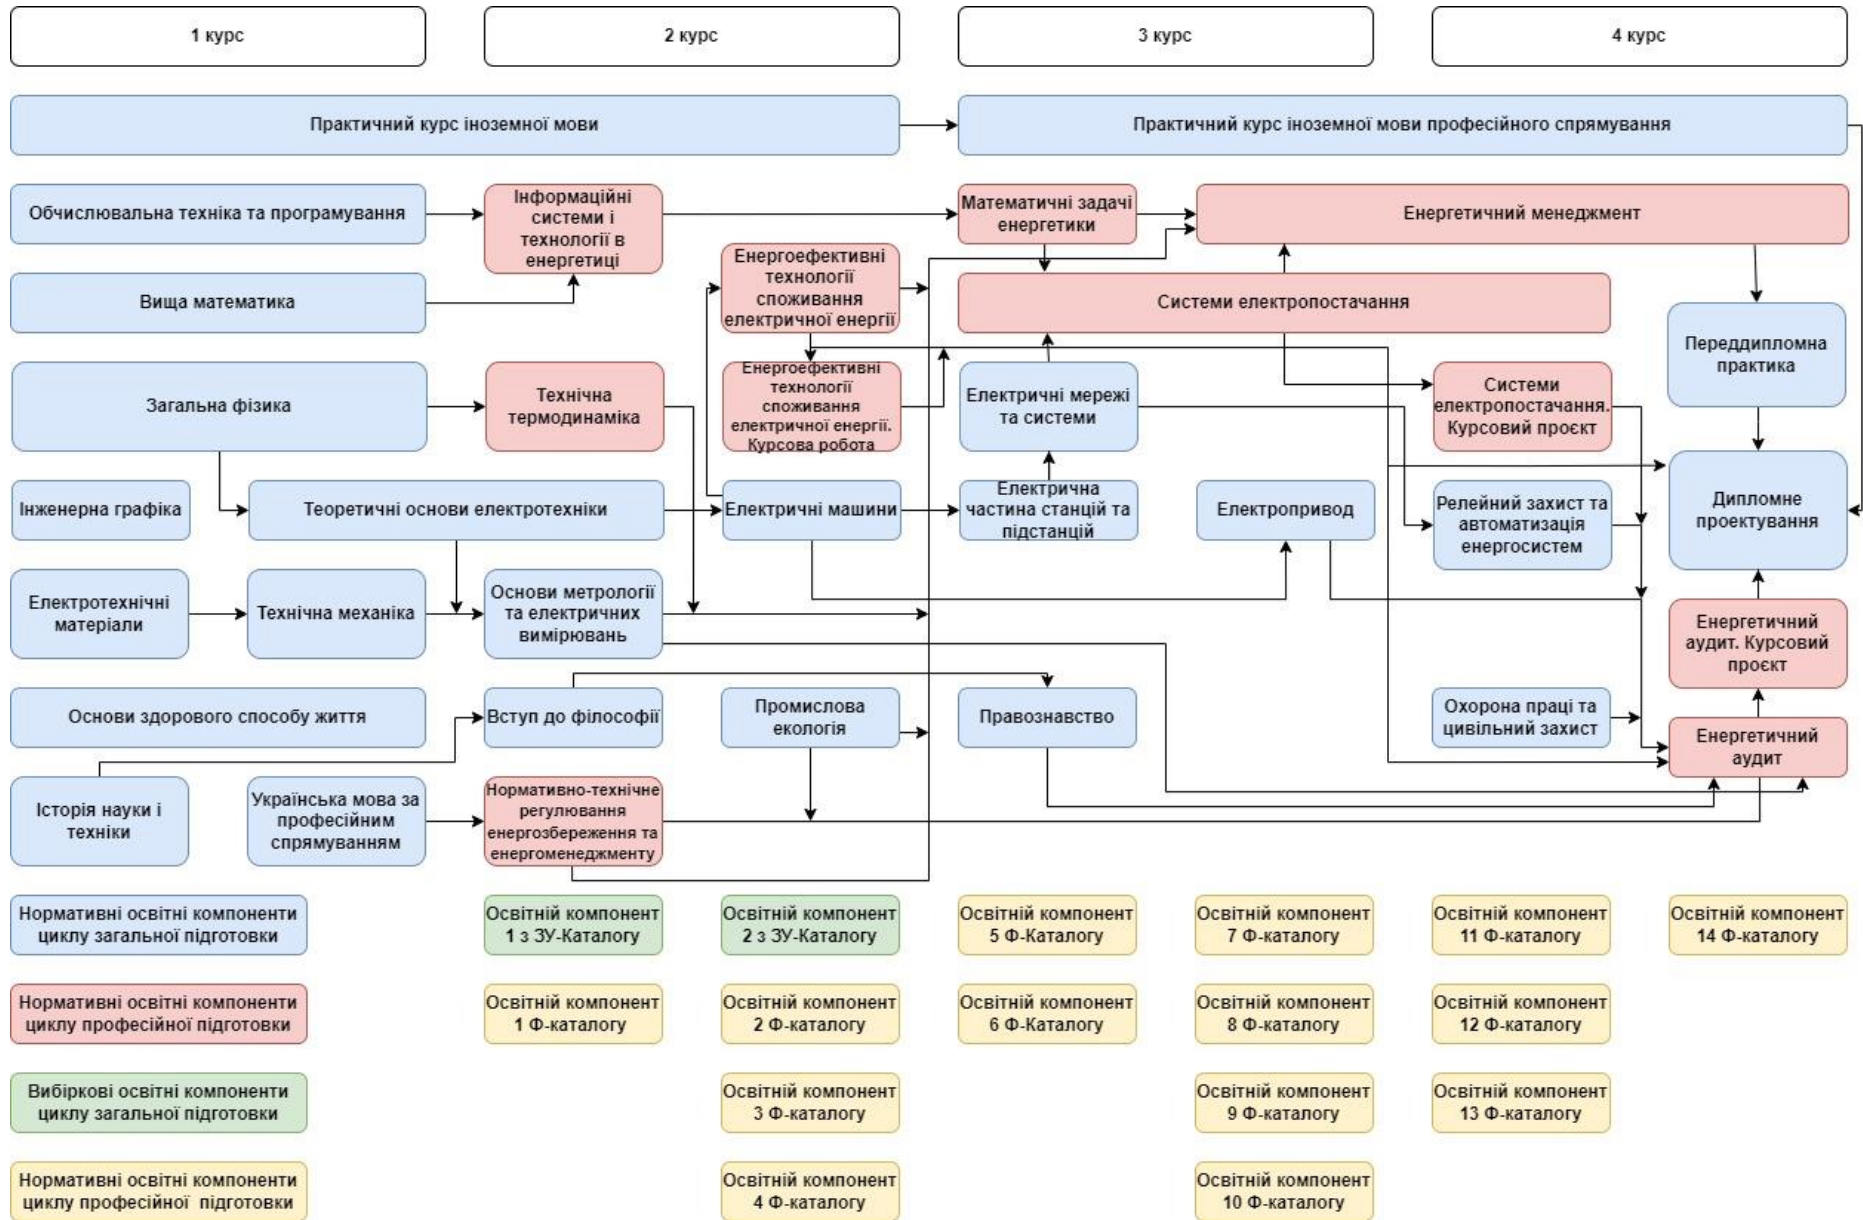 1 курс
2 курс
3 курс
4 курс
Практичний курс іноземної мови
Практичний курс іноземної мови професійного спрямування
Обчислювальна техніка та програмування
Інформаційні
системи і
технології в
енергетиці
Математичні задачі
енергетики
Енергетичний менеджмент
Вища математика
Енергоефективні
технології
споживання
електричної енергії
Системи електропостачання
Переддипломна
практика
Загальна фізика
Технічна
термодинаміка
Енергоефективні
технології
споживання
електричної енергії.
Курсова робота
Електричні мережі
та системи
Системи
електропостачання.
Курсовий проєкт
Інженерна графіка
Теоретичні основи електротехніки
Електричні машини
Електрична
частина станцій та
підстанцій
Електропривод
Релейний захист та
автоматизація
енергосистем
Дипломне
проектування
Електротехнічні
матеріали
Технічна механіка
Основи метрології
та електричних
вимірювань
Енергетичний
аудит. Курсовий
проєкт
Основи здорового способу життя
Вступ до філософії
Промислова
екологія
Правознавство
Охорона праці та
цивільний захист
Енергетичний
аудит
Історія науки і
техніки
Українська мова за
професійним
спрямуванням
Нормативно-технічне
регулювання
енергозбереження та
енергоменеджменту
Нормативні освітні компоненти
циклу загальної підготовки
Освітній компонент
1 з ЗУ-Каталогу
Освітній компонент
2 з ЗУ-Каталогу
Освітній компонент
5 Ф-Каталогу
Освітній компонент
7 Ф-каталогу
Освітній компонент
11 Ф-каталогу
Освітній компонент
14 Ф-каталогу
Нормативні освітні компоненти
циклу професійної підготовки
Освітній компонент
1 Ф-каталогу
Освітній компонент
2 Ф-каталогу
Освітній компонент
6 Ф-Каталогу
Освітній компонент
8 Ф-каталогу
Освітній компонент
12 Ф-каталогу
Вибіркові освітні компоненти
циклу загальної підготовки
Освітній компонент
3 Ф-каталогу
Освітній компонент
9 Ф-каталогу
Освітній компонент
13 Ф-каталогу
Нормативні освітні компоненти
циклу професійної підготовки
Освітній компонент
4 Ф-каталогу
Освітній компонент
10 Ф-каталогу